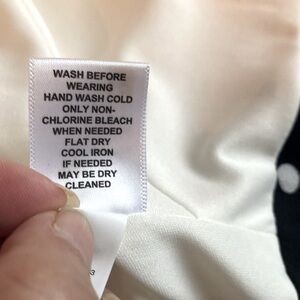 WASH BEFORE
WEARING
HAND WASH COLD
ONLY NON-
CHLORINE BLEACH
WHEN NEEDED
FLAT DRY
COOL IRON
IF NEEDED
MAY BE DRY
CLEANED
3